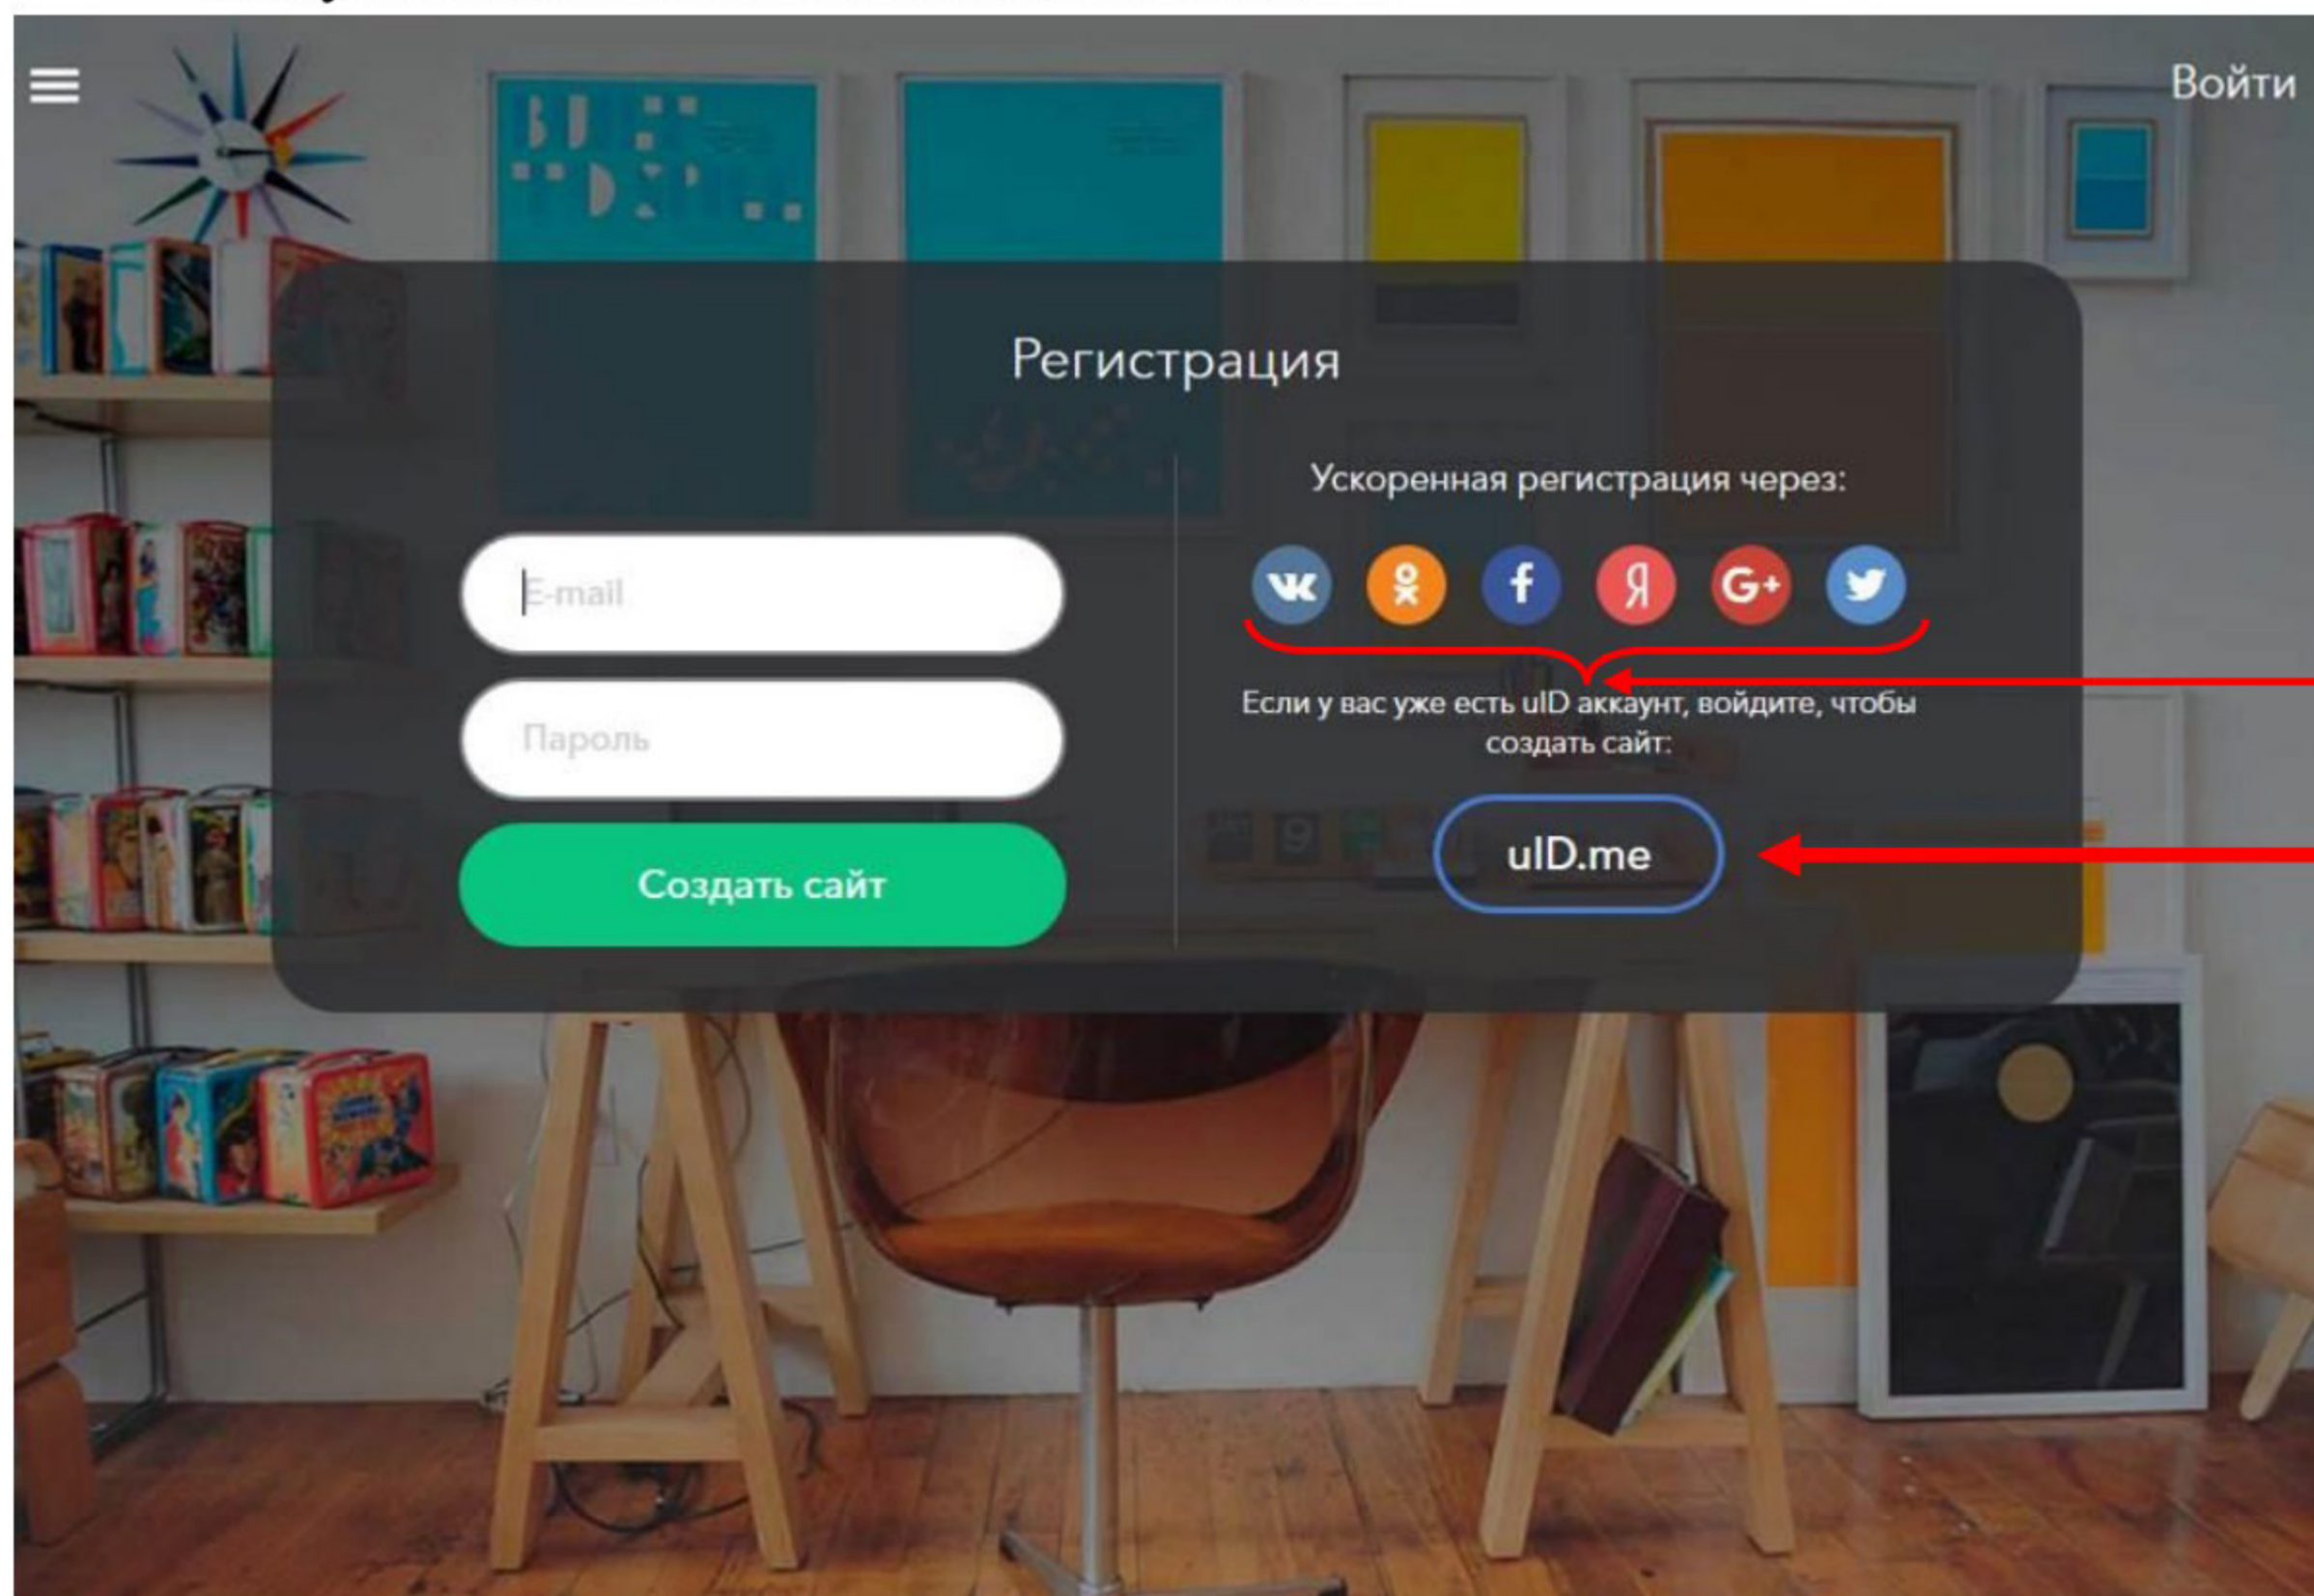 Войти
Регистрация
Ускоренная регистрация через:
E-mail
Пароль
Создать сайт
Если у вас уже есть uID аккаунт, войдите, чтобы
создать сайт:
uID.me